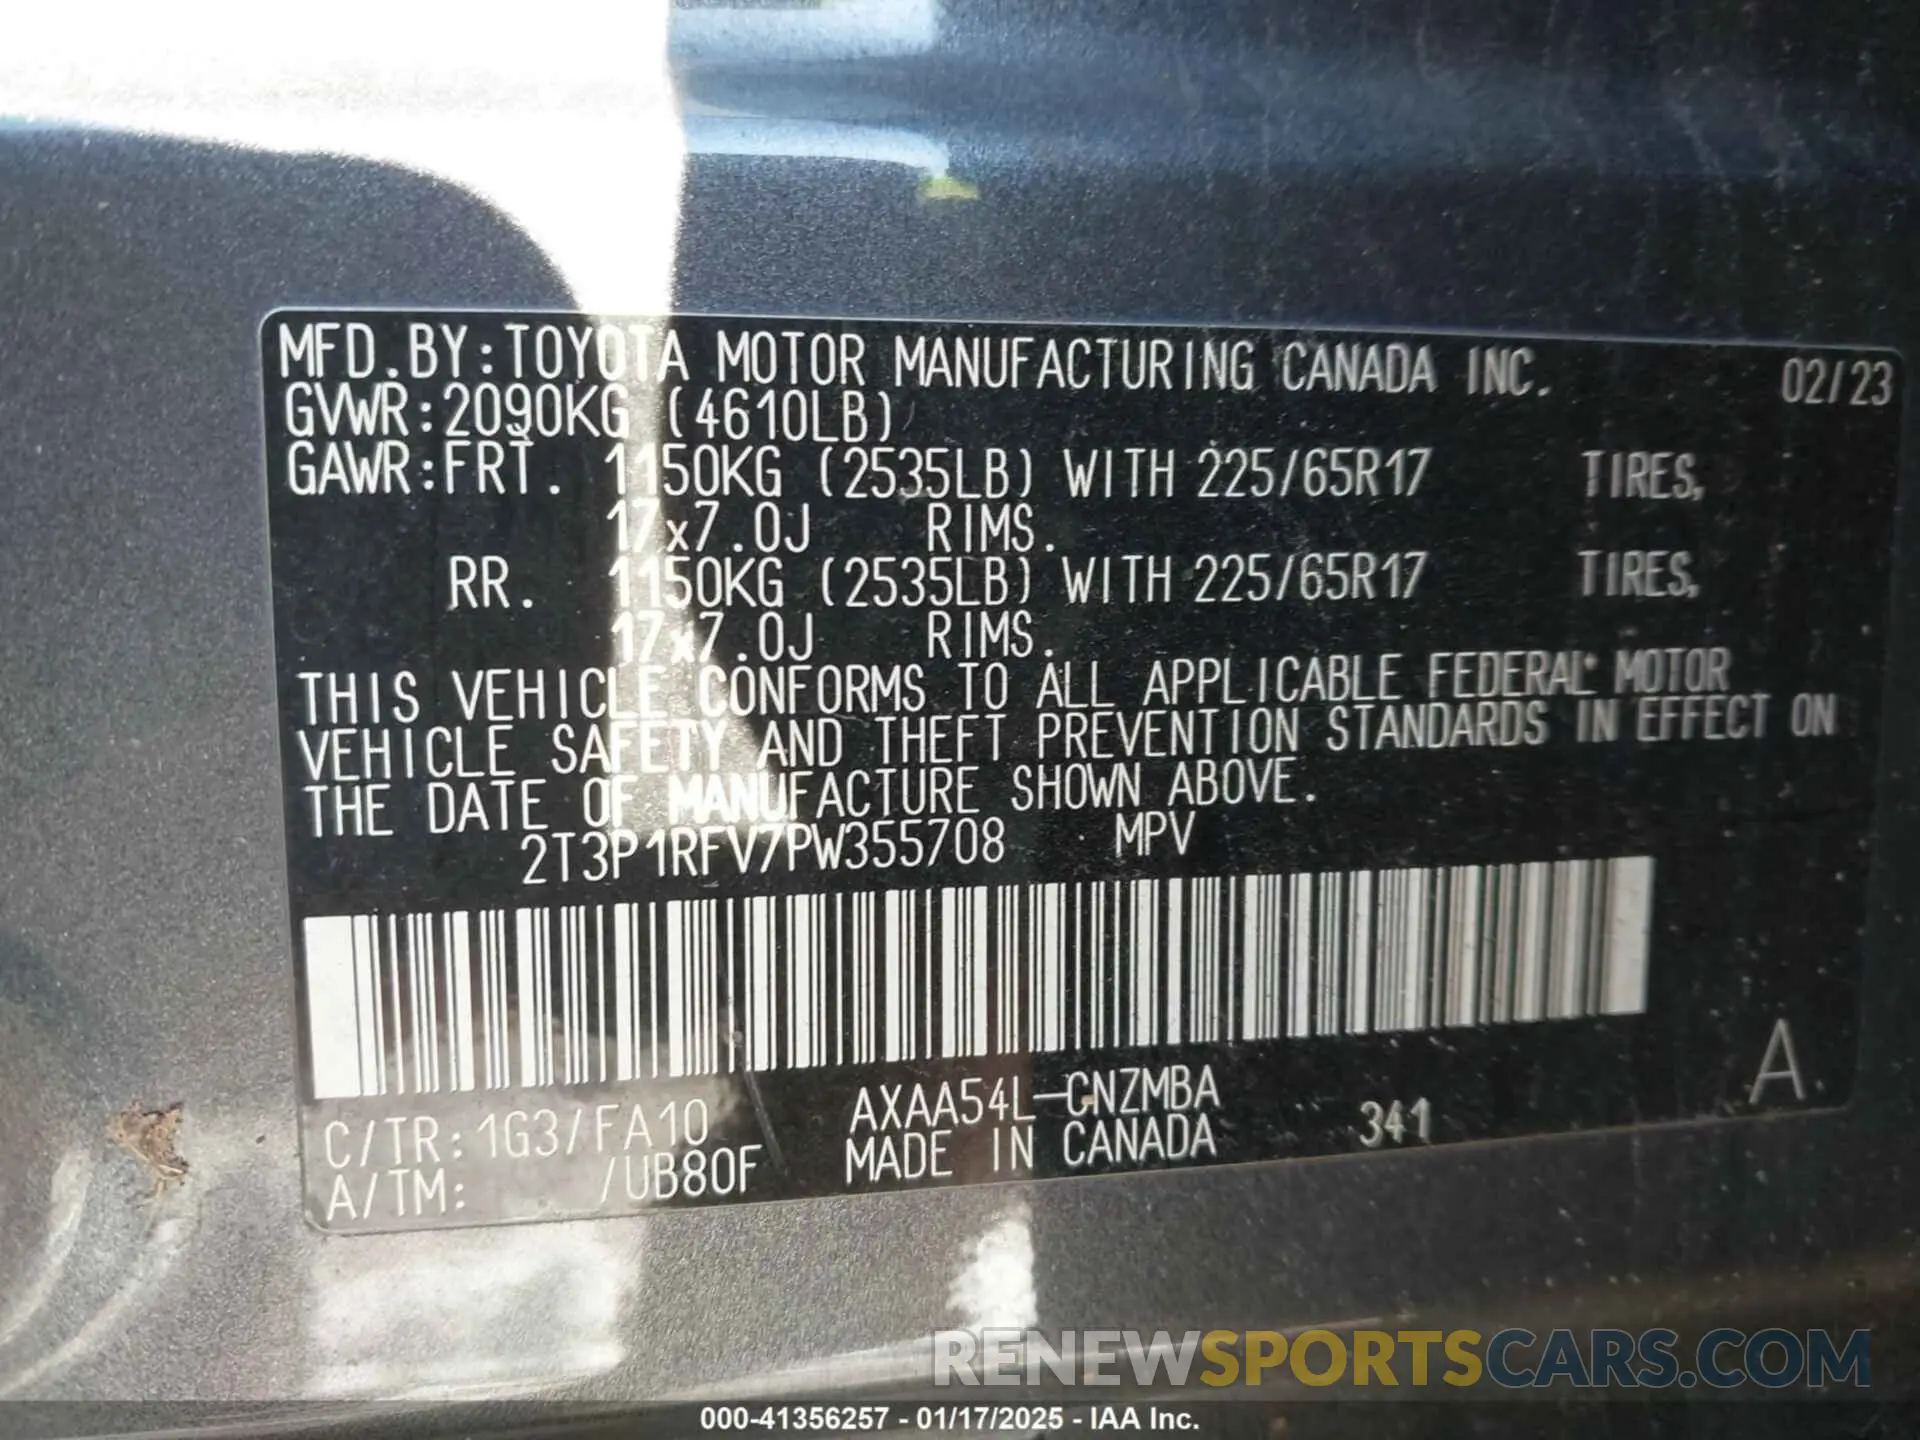 MFD.BY:TOYOTA MOTOR MANUFACTURING CANADA INC. 02/23
GVWR:2090KG (4610LB)
GAWR:FRT. 1150KG (2535LB) WITH 225/65R17 TIRES,
17x7.0J RIMS.
RR. 1150KG (2535LB) WITH 225/65R17 TIRES,
17x7.0J RIMS.
THIS VEHICLE CONFORMS TO ALL APPLICABLE FEDERAL MOTOR
VEHICLE SAFETY AND THEFT PREVENTION STANDARDS IN EFFECT ON
THE DATE OF MANUFACTURE SHOWN ABOVE.
2T3P1RFV7PW355708 MPV
C/TR:1G3/FA10 AXAA54L-CNZMBA A
A/TM: /UB80F MADE IN CANADA 341
RENEWSPORTSCARS.COM
000-41356257 - 01/17/2025 - IAA Inc.